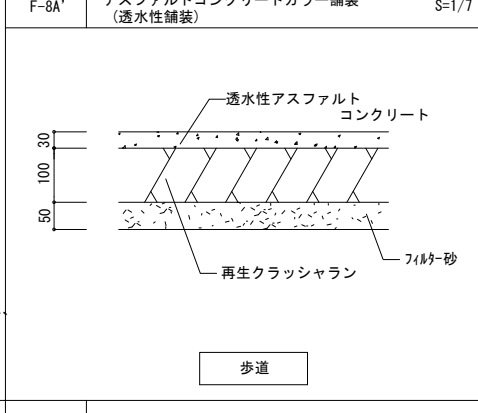 F-8A'
アスファルトコンクリートカラー舗装
(透水性舗装)
S=1/7
透水性アスファルト
コンクリート
30
100
50
フィルター砂
再生クラッシャラン
歩道